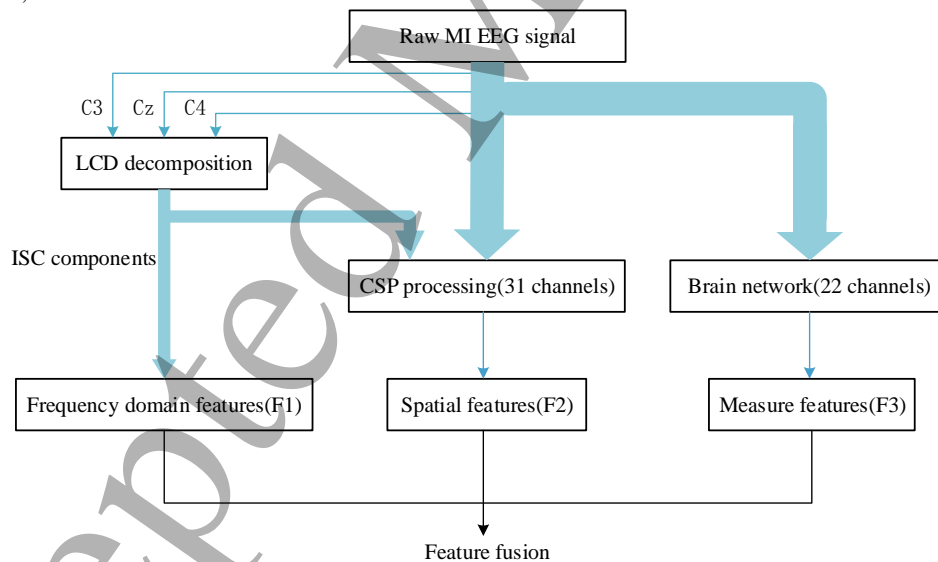 Raw MI EEG signal
C3 Cz C4
LCD decomposition
ISC components
CSP processing(31 channels)
Brain network(22 channels)
Frequency domain features(F1)
Spatial features(F2)
Measure features(F3)
Feature fusion